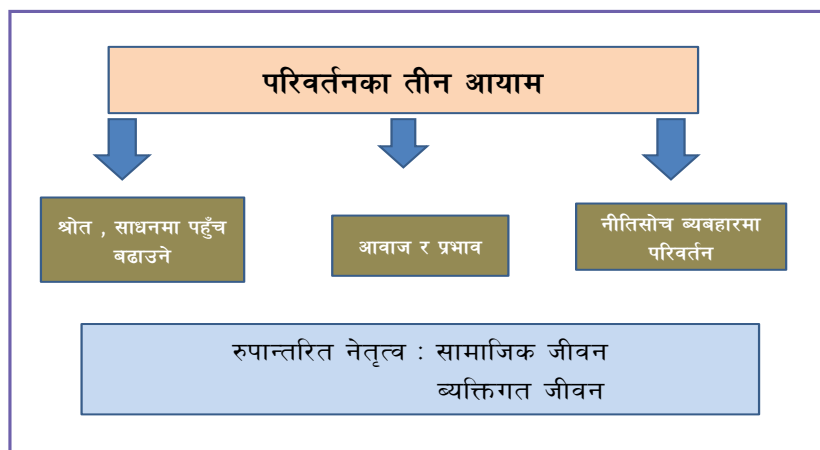 परिवर्तनका तीन आयाम
श्रोत , साधनमा पहुँच
बढाउने
आवाज र प्रभाव
नीतिसोच ब्यबहारमा
परिवर्तन
रुपान्तरित नेतृत्व : सामाजिक जीवन
ब्यक्तिगत जीवन